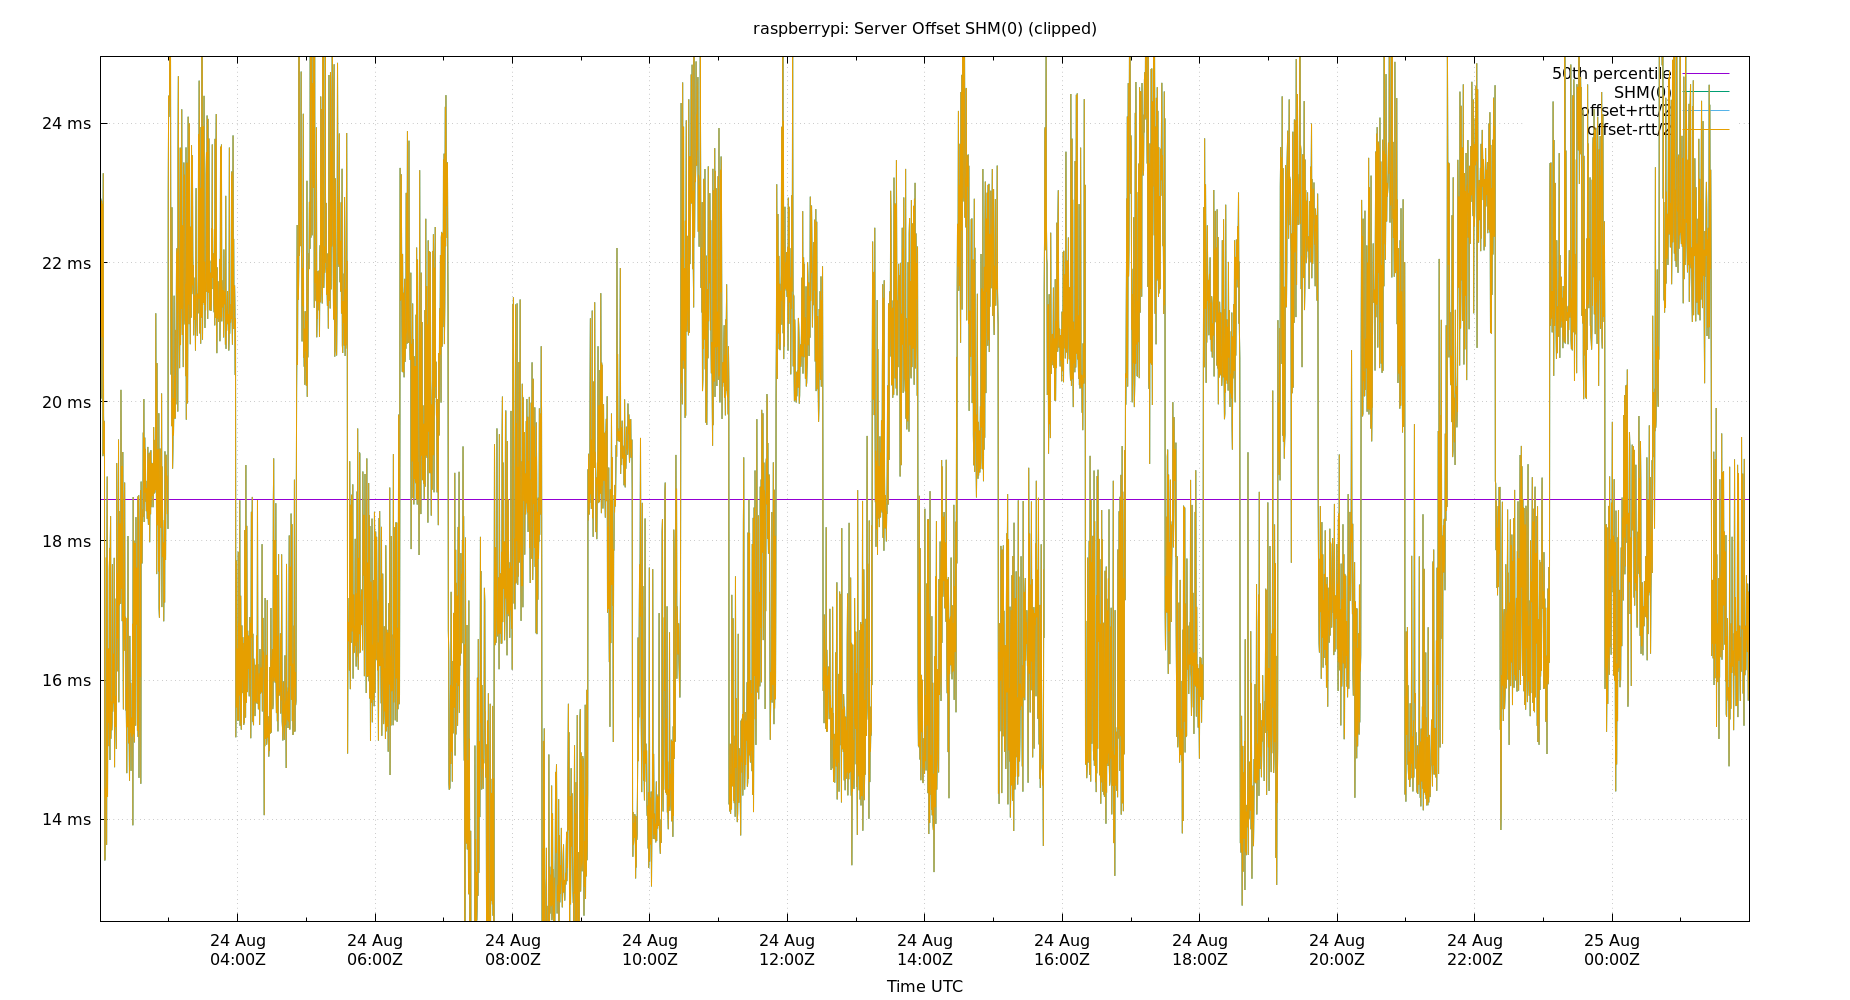 raspberrypi: Server Offset SHM(0) (clipped)
50th percentile
SHM(0)
offset+rtt/2
offset-rtt/2
24 ms
22 ms
20 ms
18 ms
16 ms
14 ms
24 Aug 24 Aug 24 Aug 24 Aug 24 Aug 24 Aug 24 Aug 24 Aug 24 Aug 24 Aug 25 Aug
04:00Z 06:00Z 08:00Z 10:00Z 12:00Z 14:00Z 16:00Z 18:00Z 20:00Z 22:00Z 00:00Z
Time UTC